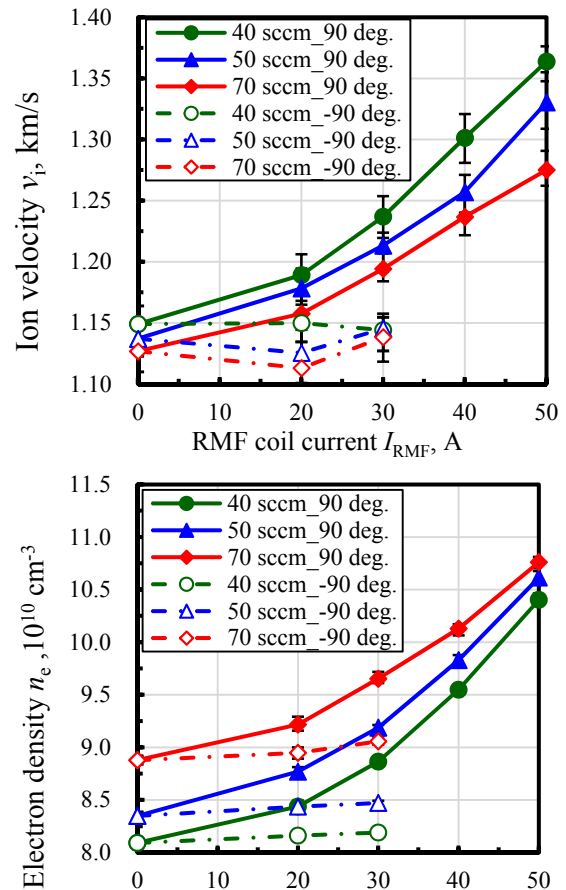 1.40
1.35
1.30
1.25
1.20
1.15
1.10
Ion velocity vᵢ, km/s
40 sccm_90 deg.
50 sccm_90 deg.
70 sccm_90 deg.
40 sccm_-90 deg.
50 sccm_-90 deg.
70 sccm_-90 deg.
0 10 20 30 40 50
RMF coil current I_RMF, A
11.5
11.0
10.5
10.0
9.5
9.0
8.5
8.0
Electron density nₑ ,10¹⁰ cm⁻³
40 sccm_90 deg.
50 sccm_90 deg.
70 sccm_90 deg.
40 sccm_-90 deg.
50 sccm_-90 deg.
70 sccm_-90 deg.
0 10 20 30 40 50